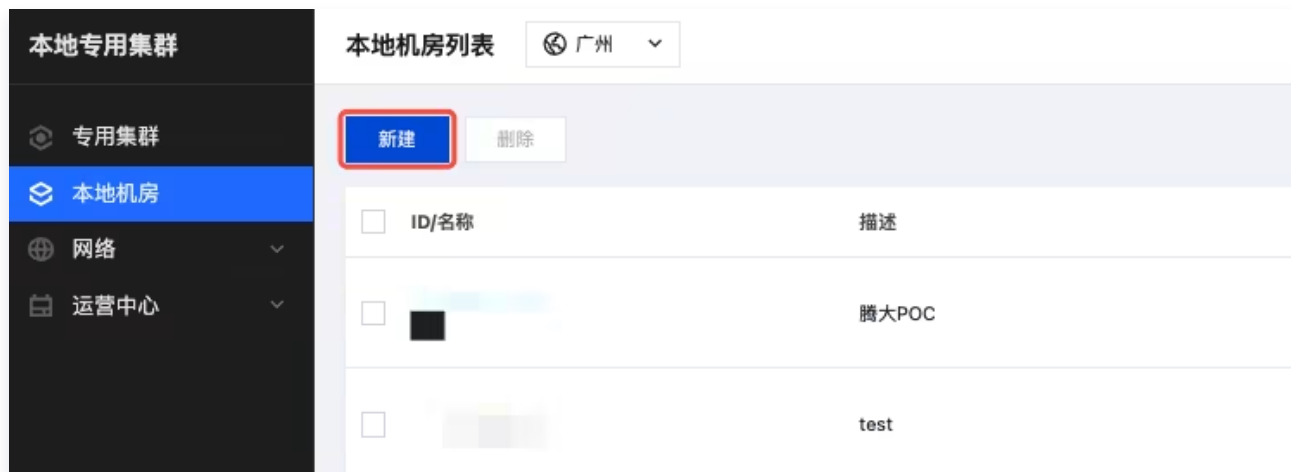 本地专用集群
本地机房列表 广州
专用集群
本地机房
网络
运营中心
新建 删除
ID/名称 描述
腾大POC
test